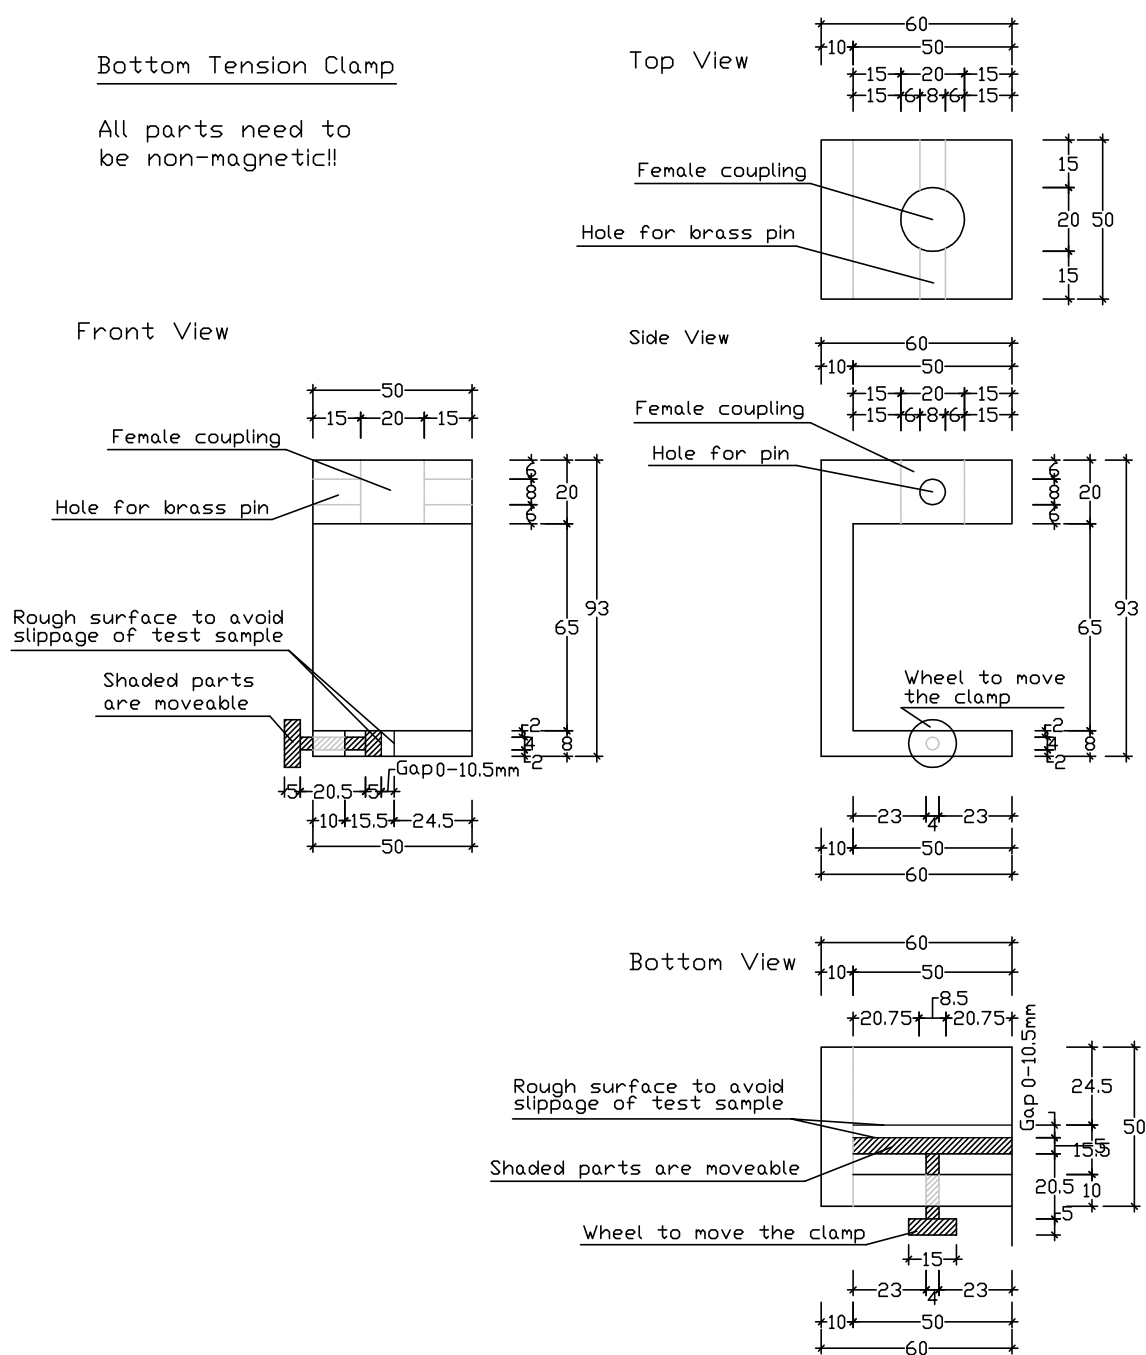 Bottom Tension Clamp
All parts need to
be non-magnetic!!
Top View
60
10 50
15 20 15
15 6 8 6 15
Female coupling
Hole for brass pin
15
20 50
15
Front View
50
15 20 15
Female coupling
Hole for brass pin
6
8 20
6
65 93
Rough surface to avoid
slippage of test sample
Shaded parts
are moveable
2
4 8
2
Gap 0-10.5mm
5 20.5 5
10 15.5 24.5
50
Side View
60
10 50
15 20 15
15 6 8 6 15
Female coupling
Hole for pin
6
8 20
6
65 93
Wheel to move
the clamp
2
4 8
2
23 4 23
10 50
60
Bottom View
60
10 50
8.5
20.75 20.75
Gap 0-10.5mm
Rough surface to avoid
slippage of test sample
24.5
50
15.5
5
Shaded parts are moveable
20.5 10
5
Wheel to move the clamp
15
23 4 23
10 50
60